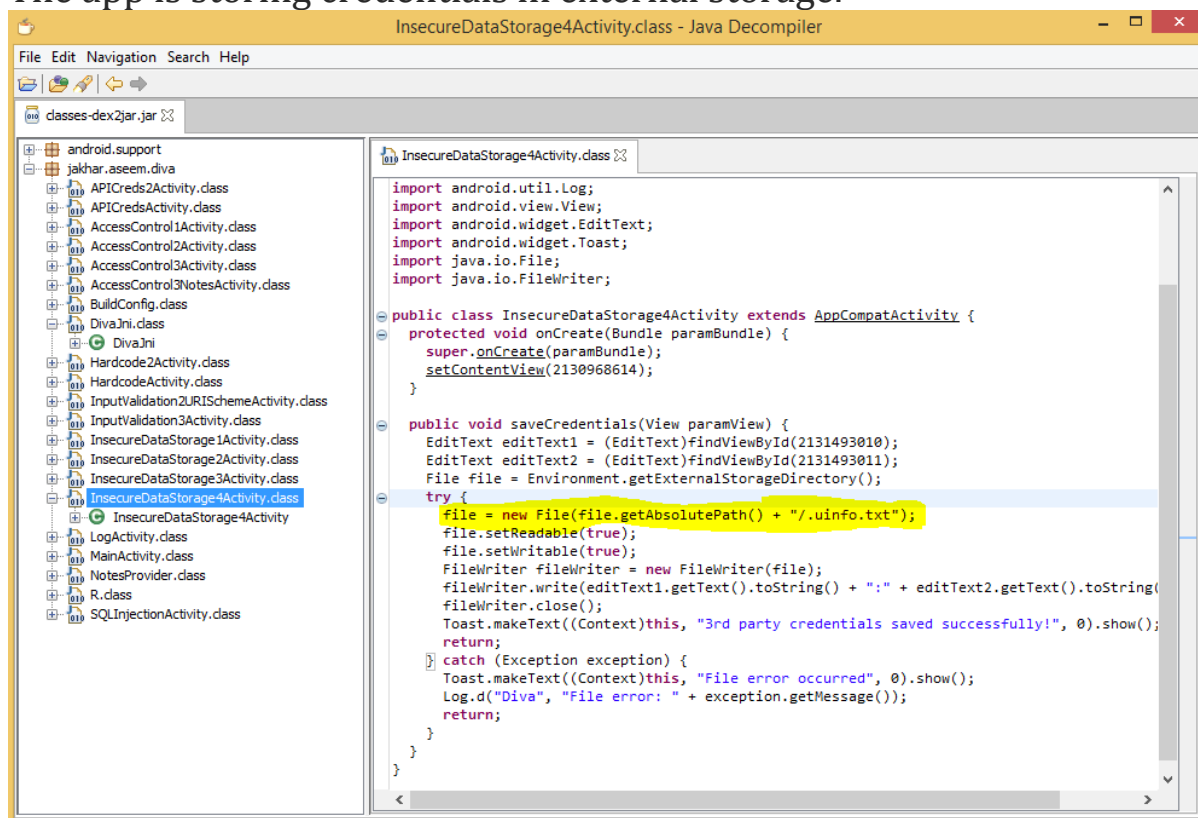 The app is storing credentials in external storage.
InsecureDataStorage4Activity.class - Java Decompiler
File Edit Navigation Search Help
classes-dex2jar.jar
android.support
jakhar.aseem.diva
APICreds2Activity.class
APICredsActivity.class
AccessControl1Activity.class
AccessControl2Activity.class
AccessControl3Activity.class
AccessControl3NotesActivity.class
BuildConfig.class
DivaJni.class
DivaJni
Hardcode2Activity.class
HardcodeActivity.class
InputValidation2URISchemeActivity.class
InputValidation3Activity.class
InsecureDataStorage1Activity.class
InsecureDataStorage2Activity.class
InsecureDataStorage3Activity.class
InsecureDataStorage4Activity.class
InsecureDataStorage4Activity
LogActivity.class
MainActivity.class
NotesProvider.class
R.class
SQLInjectionActivity.class
InsecureDataStorage4Activity.class
import android.util.Log;
import android.view.View;
import android.widget.EditText;
import android.widget.Toast;
import java.io.File;
import java.io.FileWriter;
public class InsecureDataStorage4Activity extends AppCompatActivity {
protected void onCreate(Bundle paramBundle) {
super.onCreate(paramBundle);
setContentView(2130968614);
}
public void saveCredentials(View paramView) {
EditText editText1 = (EditText)findViewById(2131493010);
EditText editText2 = (EditText)findViewById(2131493011);
File file = Environment.getExternalStorageDirectory();
try {
file = new File(file.getAbsolutePath() + "/.uinfo.txt");
file.setReadable(true);
file.setWritable(true);
FileWriter fileWriter = new FileWriter(file);
fileWriter.write(editText1.getText().toString() + ":" + editText2.getText().toString(
fileWriter.close();
Toast.makeText((Context)this, "3rd party credentials saved successfully!", 0).show();
return;
} catch (Exception exception) {
Toast.makeText((Context)this, "File error occurred", 0).show();
Log.d("Diva", "File error: " + exception.getMessage());
return;
}
}
}